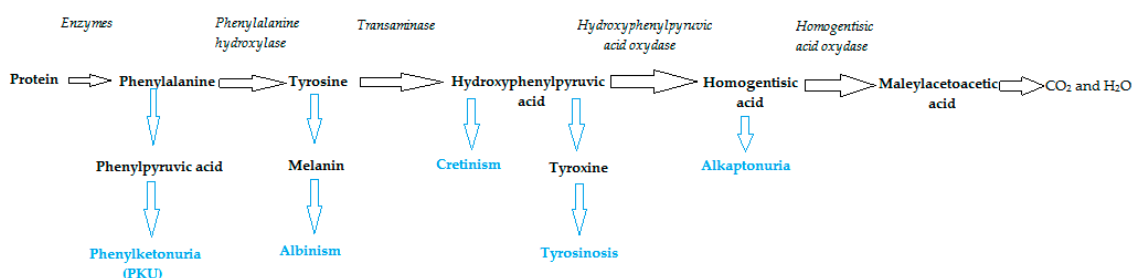 Enzymes
Phenylalanine
hydroxylase
Transaminase
Hydroxyphenylpyruvic
acid oxydase
Homogentisic
acid oxydase
Protein
Phenylalanine
Tyrosine
Hydroxyphenylpyruvic
acid
Homogentisic
acid
Maleylacetoacetic
acid
CO₂ and H₂O
Phenylpyruvic acid
Melanin
Cretinism
Tyroxine
Alkaptonuria
Phenylketonuria
(PKU)
Albinism
Tyrosinosis